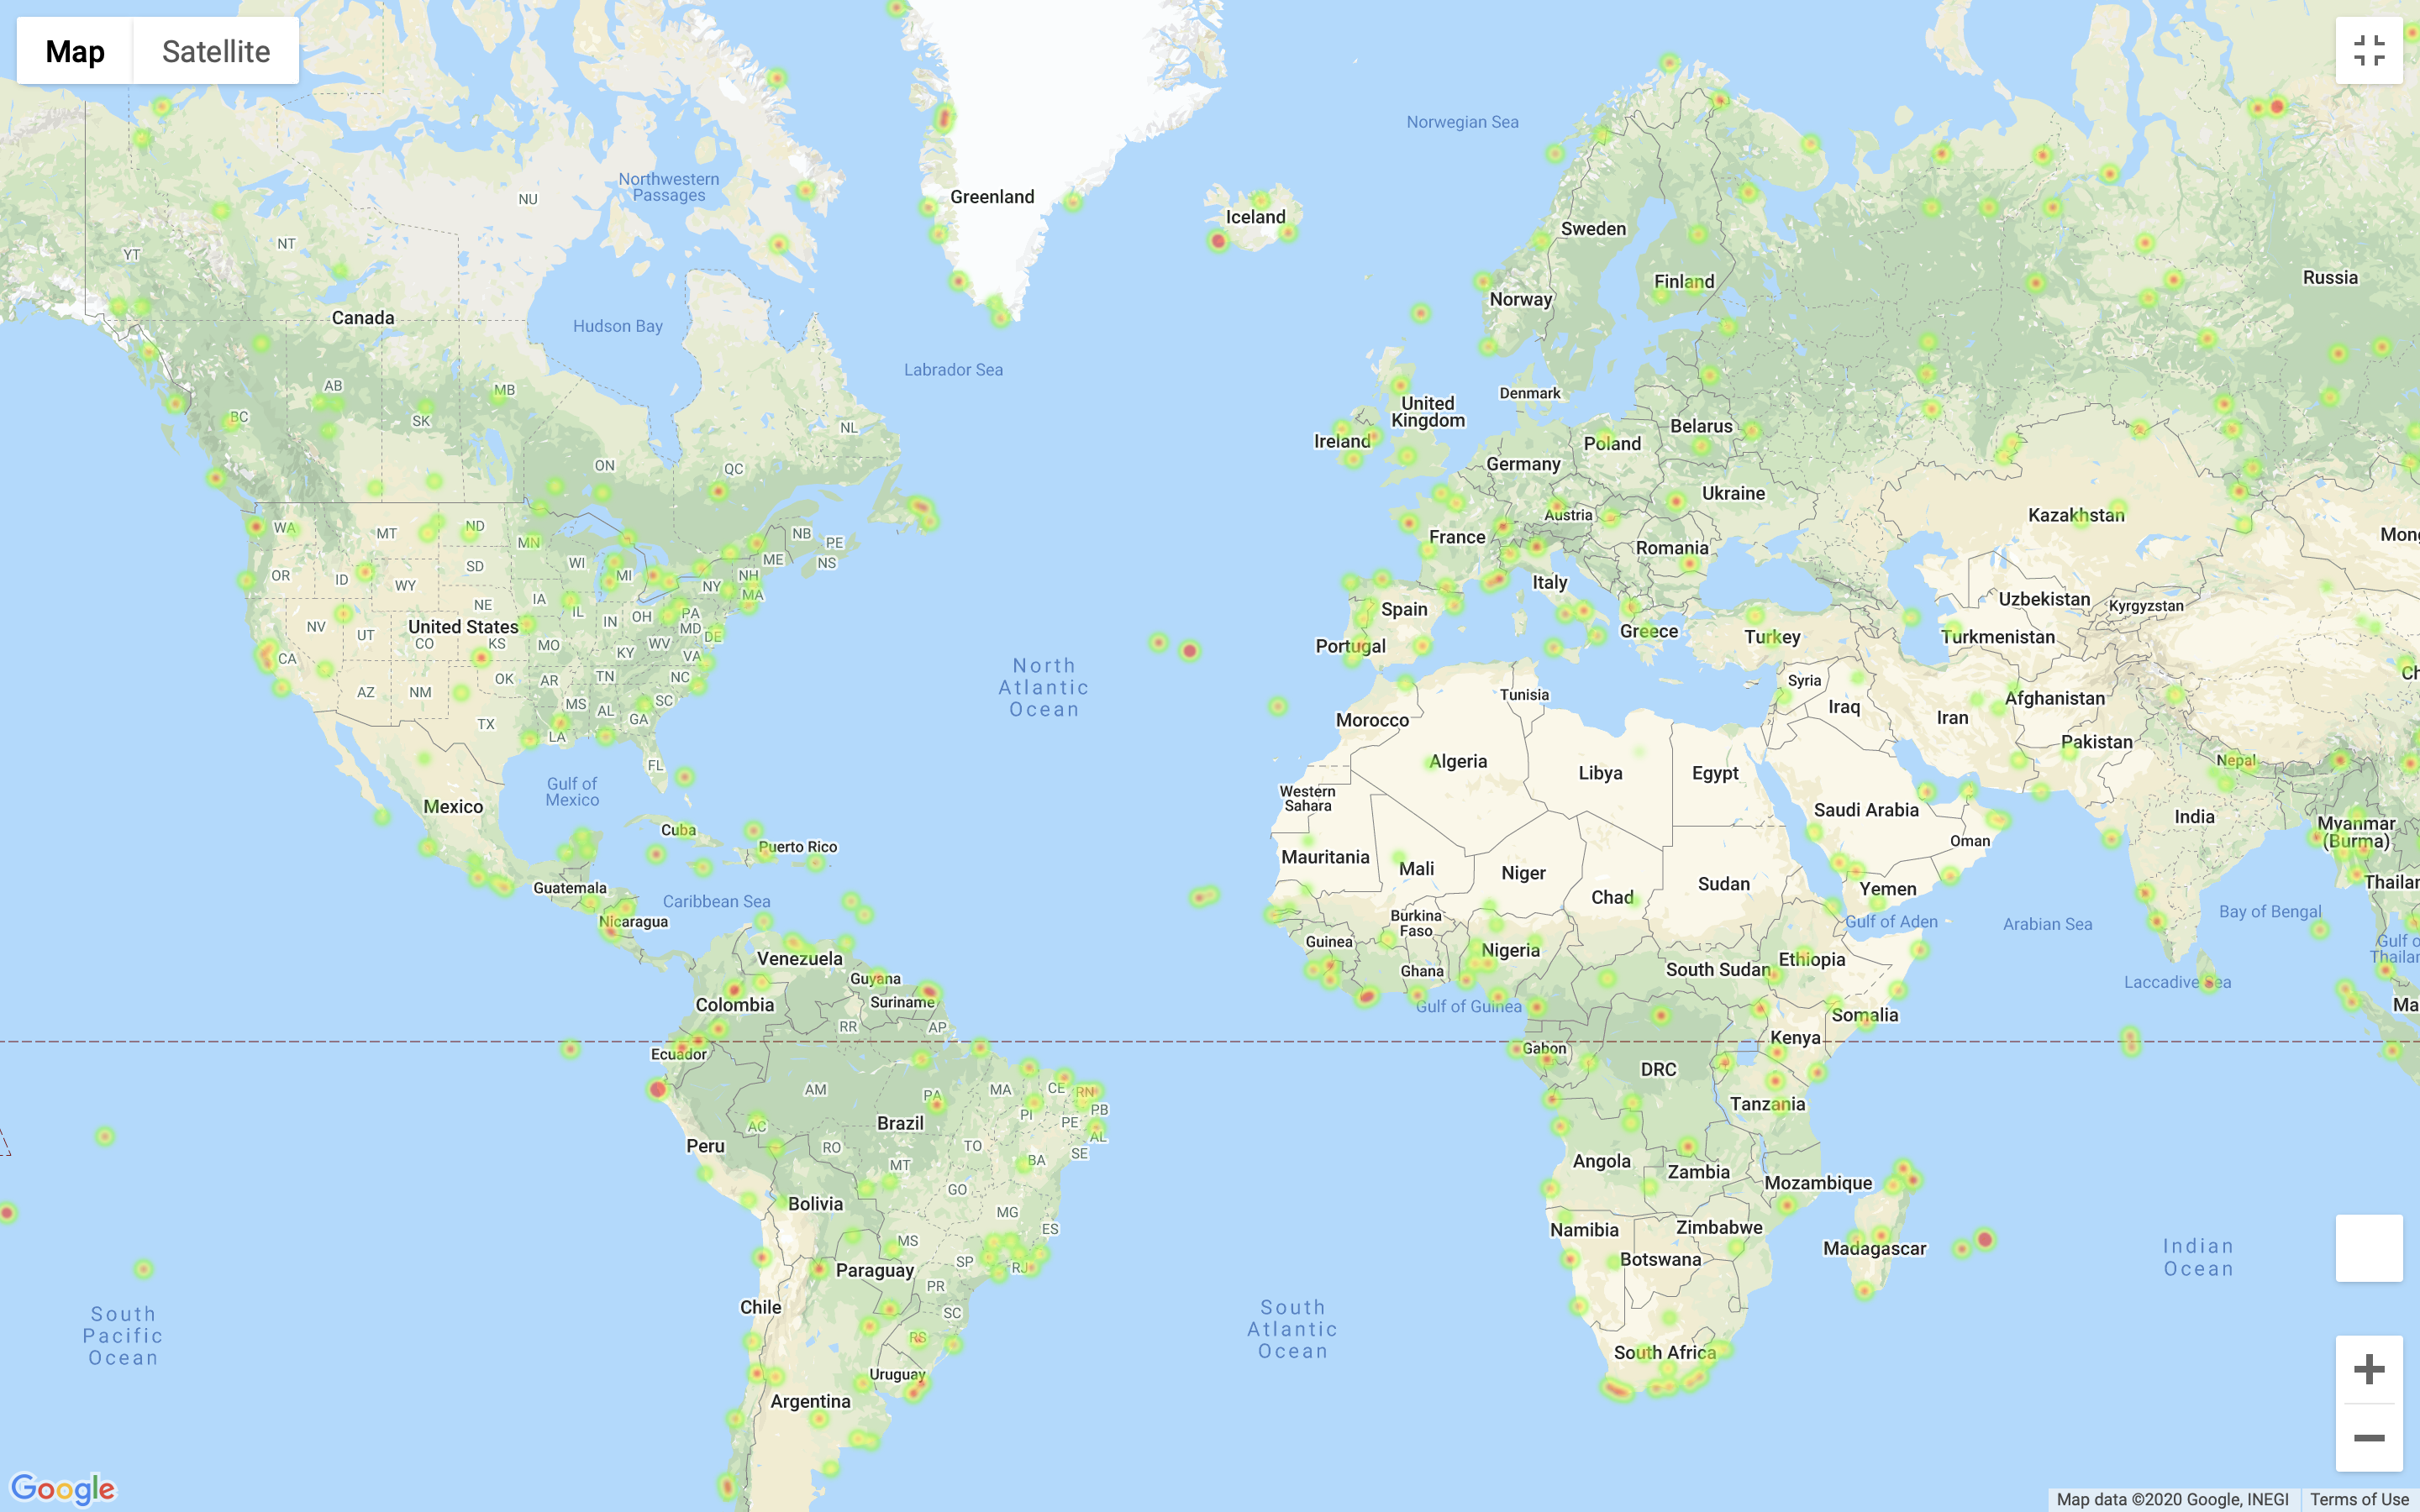 Map Satellite
Norwegian Sea
Northwestern
Passages
Greenland
NU
Iceland
Sweden
NT
YT
Russia
Finland
Norway
Canada
Hudson Bay
Labrador Sea
AB
MB
Denmark
United
Kingdom
BC
SK
NL
Belarus
Ireland
Poland
ON
QC
Germany
Ukraine
Austria
Kazakhstan
WA
MT
ND
MN
NB
PE
France
Mon
Romania
ME
NS
OR
ID
WY
SD
WI
MI
NH
NY
MA
Italy
NE
IA
IL
IN
OH
PA
Spain
Uzbekistan
Kyrgyzstan
NV
UT
United States
CO
KS
MO
WV
MD
DE
Greece
Turkey
Turkmenistan
Portugal
CA
KY
VA
North
Atlantic
Ocean
AZ
NM
OK
AR
TN
NC
Syria
Ch
MS
AL
SC
GA
Tunisia
Iraq
Iran
Afghanistan
TX
LA
Morocco
Pakistan
FL
Algeria
Libya
Egypt
Nepal
Gulf of
Mexico
Western
Sahara
Mexico
Saudi Arabia
India
Cuba
Puerto Rico
Myanmar
(Burma)
Oman
Mauritania
Mali
Niger
Chad
Sudan
Guatemala
Caribbean Sea
Yemen
Thailan
Nicaragua
Burkina
Faso
Gulf of Aden
Arabian Sea
Bay of Bengal
Guinea
Nigeria
Gulf o
Thailan
Venezuela
Ghana
South Sudan
Ethiopia
Guyana
Suriname
Laccadive Sea
Colombia
Gulf of Guinea
Somalia
Ma
RR
AP
Kenya
Ecuador
Gabon
DRC
AM
PA
MA
CE
RN
PB
PI
PE
AL
Tanzania
AC
Brazil
Peru
RO
TO
SE
BA
MT
Angola
Zambia
Mozambique
GO
Bolivia
MG
ES
Namibia
Zimbabwe
MS
SP
RJ
Botswana
Madagascar
Indian
Ocean
Paraguay
PR
SC
Chile
South
Pacific
Ocean
South
Atlantic
Ocean
RS
South Africa
Uruguay
Argentina
Google
Map data ©2020 Google, INEGI Terms of Use